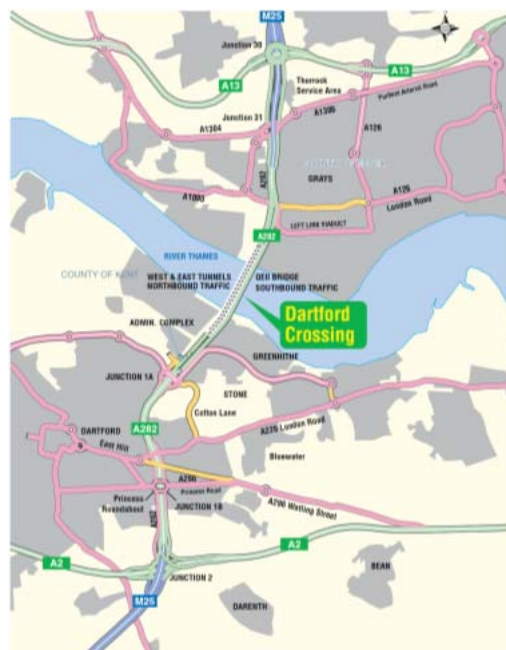 M25
Junction 30
A13
A13
Thurrock
Service Area
Purfleet Arterial Road
Junction 31
A1306
A1304
A126
A282
GRAYS
A1090
A126
London Road
LEFT LINK VIADUCT
A282
RIVER THAMES
COUNTY OF KENT
WEST & EAST TUNNELS
NORTHBOUND TRAFFIC
QEII BRIDGE
SOUTHBOUND TRAFFIC
Dartford
Crossing
ADMIN. COMPLEX
GREENHITHE
JUNCTION 1A
STONE
Cotton Lane
A282
DARTFORD
East Hill
A226 London Road
Bluewater
A296
Princes Road
Princess
Roundabout
JUNCTION 1B
A282
A296 Watling Street
A2
A2
JUNCTION 2
BEAN
M25
DARENTH